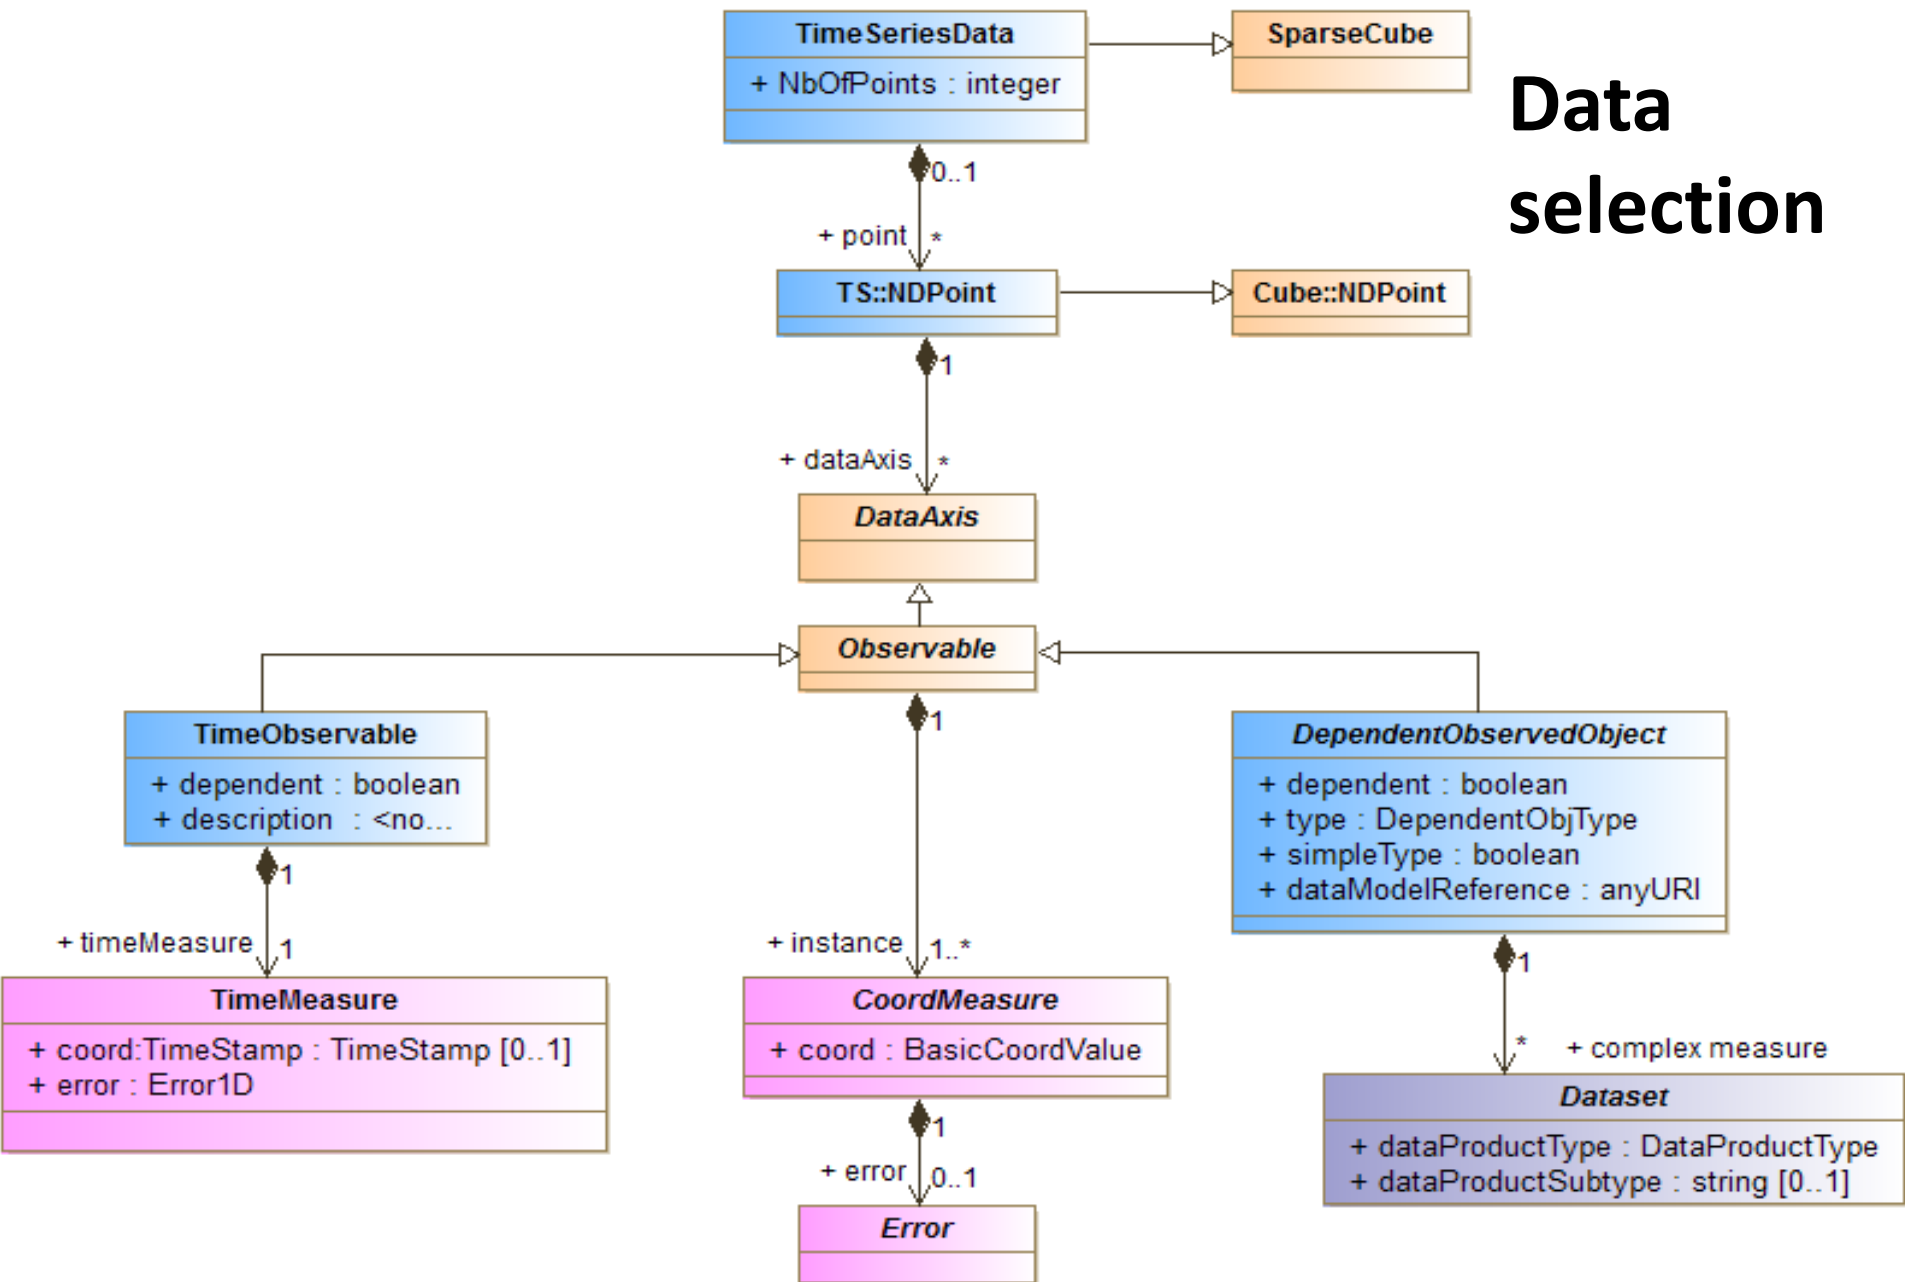 TimeSeriesData
+ NbOfPoints : integer
SparseCube
Data
selection
0..1
+ point
*
TS::NDPoint
Cube::NDPoint
1
+ dataAxis
*
DataAxis
Observable
1
TimeObservable
+ dependent : boolean
+ description : <no...
1
+ timeMeasure
1
TimeMeasure
+ coord:TimeStamp : TimeStamp [0..1]
+ error : Error1D
+ instance
1..*
CoordMeasure
+ coord : BasicCoordValue
1
+ error
0..1
Error
DependentObservedObject
+ dependent : boolean
+ type : DependentObjType
+ simpleType : boolean
+ dataModelReference : anyURI
1
*
+ complex measure
Dataset
+ dataProductType : DataProductType
+ dataProductSubtype : string [0..1]